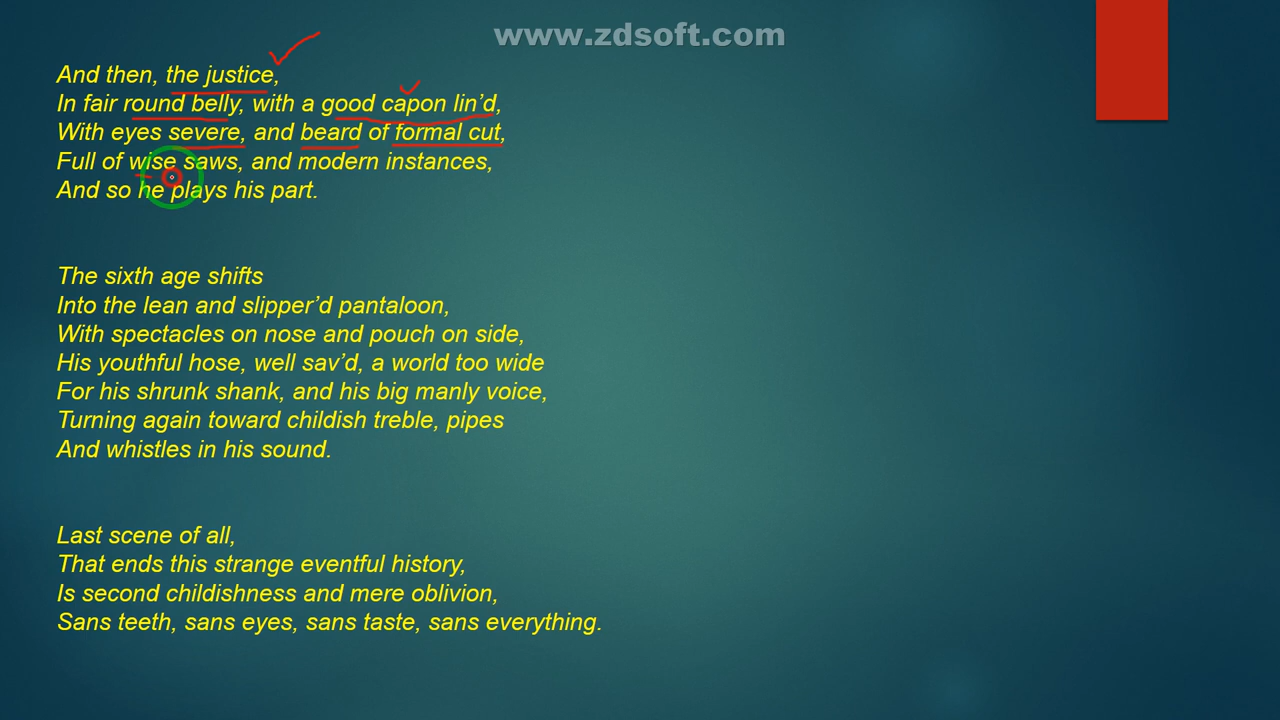 www.zdsoft.com
And then, the justice,
In fair round belly, with a good capon lin’d,
With eyes severe, and beard of formal cut,
Full of wise saws, and modern instances,
And so he plays his part.
The sixth age shifts
Into the lean and slipper’d pantaloon,
With spectacles on nose and pouch on side,
His youthful hose, well sav’d, a world too wide
For his shrunk shank, and his big manly voice,
Turning again toward childish treble, pipes
And whistles in his sound.
Last scene of all,
That ends this strange eventful history,
Is second childishness and mere oblivion,
Sans teeth, sans eyes, sans taste, sans everything.